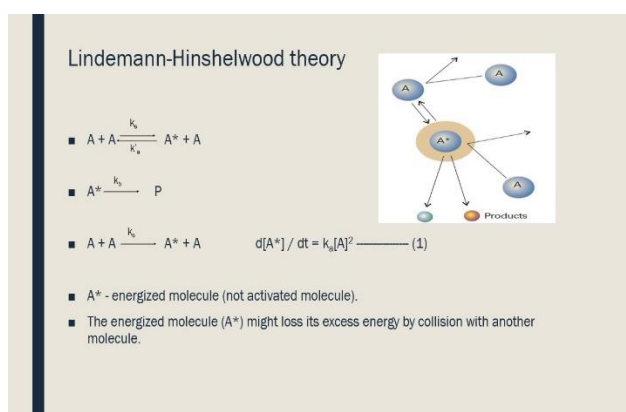 Lindemann-Hinshelwood theory
A
A
A*
A
Products
kₐ
A + A ⇌ A* + A
k'ₐ
k_b
A* → P
kₐ
A + A → A* + A d[A*] / dt = kₐ[A]² ———— (1)
A* - energized molecule (not activated molecule).
The energized molecule (A*) might loss its excess energy by collision with another
molecule.